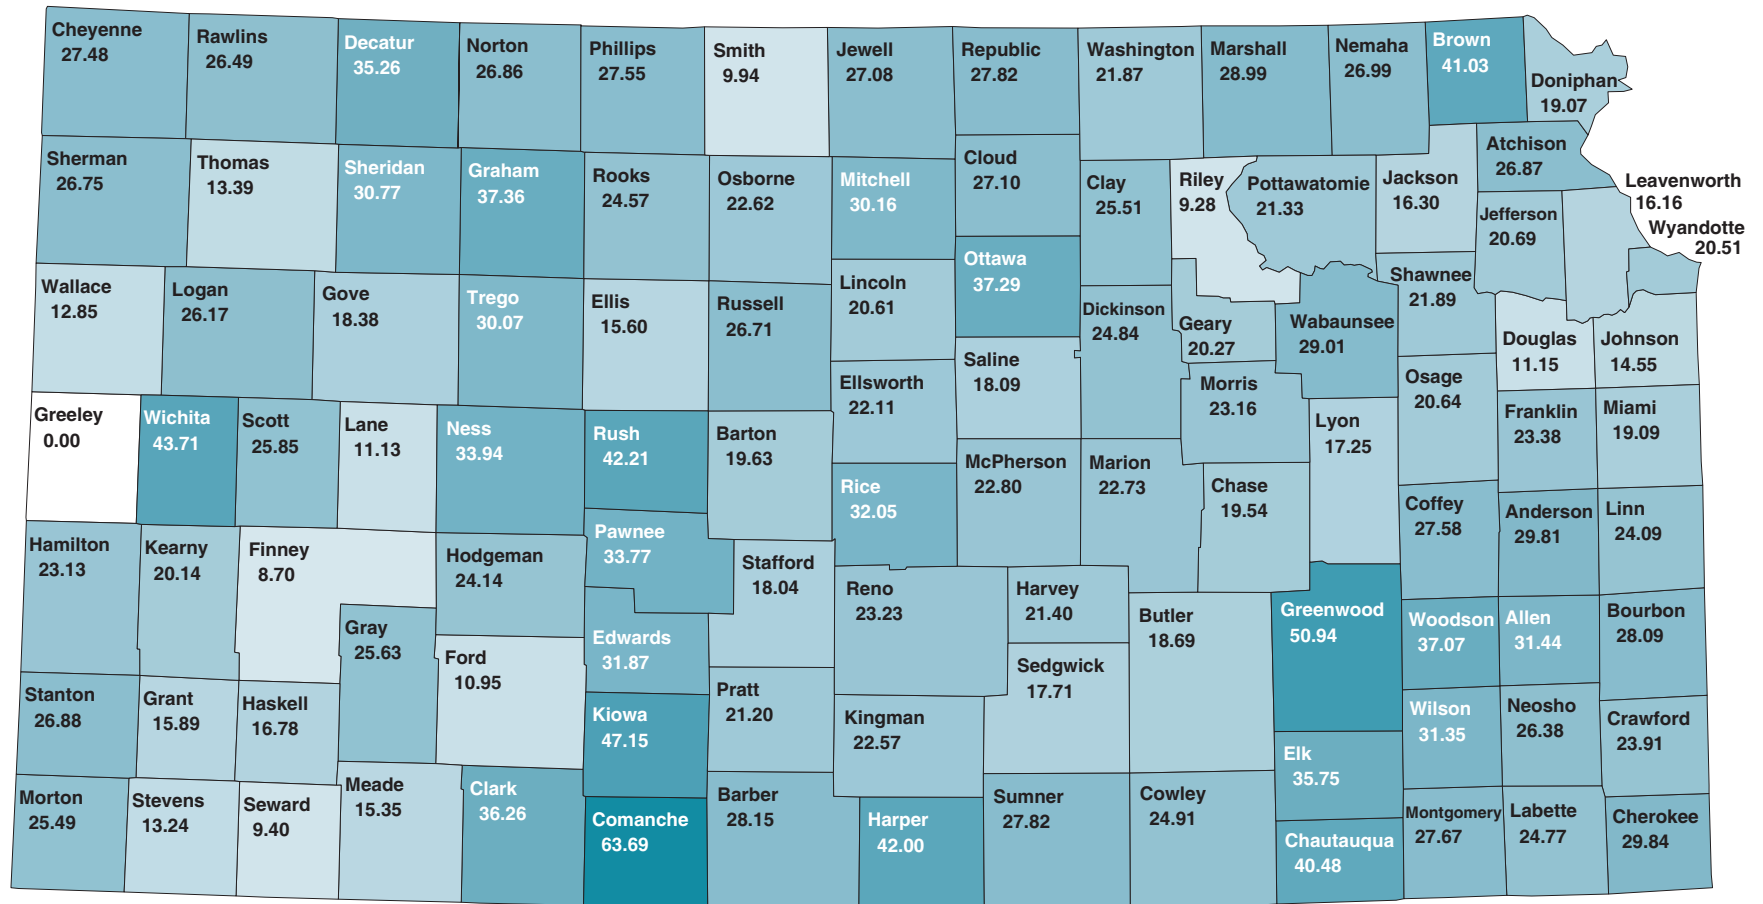 Cheyenne
27.48
Rawlins
26.49
Decatur
35.26
Norton
26.86
Phillips
27.55
Smith
9.94
Jewell
27.08
Republic
27.82
Washington
21.87
Marshall
28.99
Nemaha
26.99
Brown
41.03
Doniphan
19.07
Sherman
26.75
Thomas
13.39
Sheridan
30.77
Graham
37.36
Rooks
24.57
Osborne
22.62
Mitchell
30.16
Cloud
27.10
Clay
25.51
Riley
9.28
Pottawatomie
21.33
Jackson
16.30
Atchison
26.87
Jefferson
20.69
Leavenworth
16.16
Wyandotte
20.51
Wallace
12.85
Logan
26.17
Gove
18.38
Trego
30.07
Ellis
15.60
Russell
26.71
Lincoln
20.61
Ottawa
37.29
Dickinson
24.84
Geary
20.27
Wabaunsee
29.01
Shawnee
21.89
Douglas
11.15
Johnson
14.55
Ellsworth
22.11
Saline
18.09
Morris
23.16
Osage
20.64
Franklin
23.38
Miami
19.09
Greeley
0.00
Wichita
43.71
Scott
25.85
Lane
11.13
Ness
33.94
Rush
42.21
Barton
19.63
Rice
32.05
McPherson
22.80
Marion
22.73
Chase
19.54
Lyon
17.25
Coffey
27.58
Anderson
29.81
Linn
24.09
Hamilton
23.13
Kearny
20.14
Finney
8.70
Hodgeman
24.14
Pawnee
33.77
Stafford
18.04
Reno
23.23
Harvey
21.40
Butler
18.69
Greenwood
50.94
Woodson
37.07
Allen
31.44
Bourbon
28.09
Gray
25.63
Ford
10.95
Edwards
31.87
Sedgwick
17.71
Stanton
26.88
Grant
15.89
Haskell
16.78
Kiowa
47.15
Pratt
21.20
Kingman
22.57
Elk
35.75
Wilson
31.35
Neosho
26.38
Crawford
23.91
Morton
25.49
Stevens
13.24
Seward
9.40
Meade
15.35
Clark
36.26
Comanche
63.69
Barber
28.15
Harper
42.00
Sumner
27.82
Cowley
24.91
Chautauqua
40.48
Montgomery
27.67
Labette
24.77
Cherokee
29.84